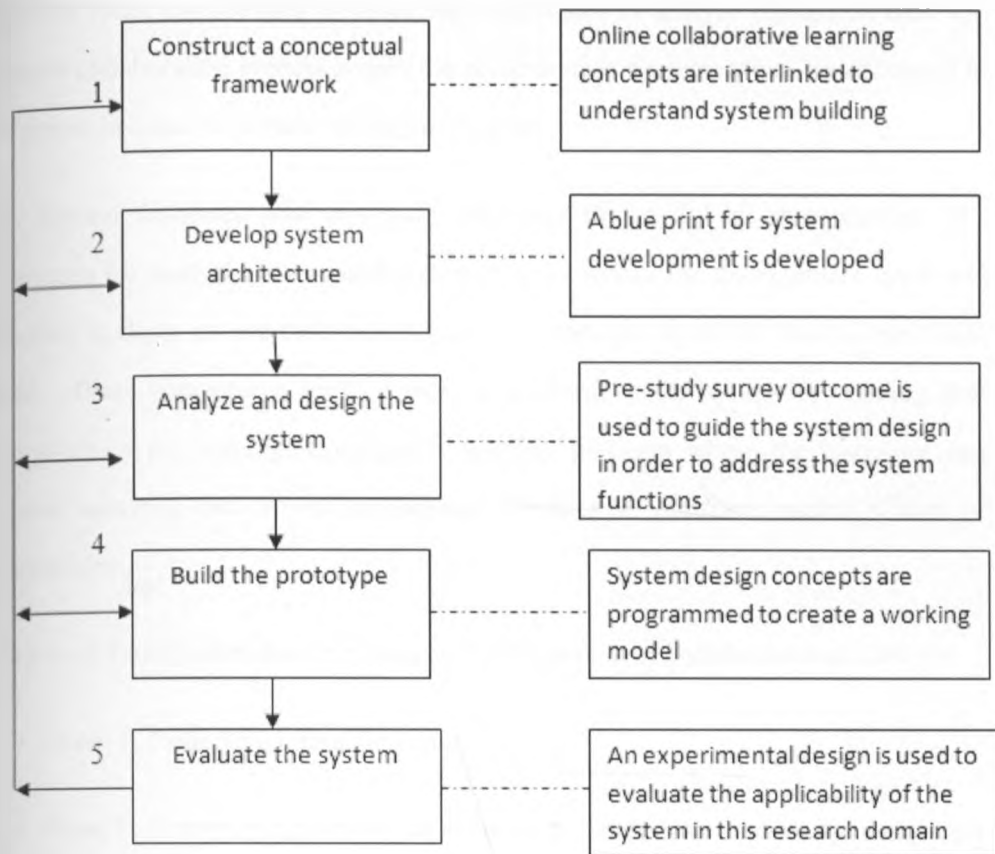 1
Construct a conceptual
framework
Online collaborative learning
concepts are interlinked to
understand system building
2
Develop system
architecture
A blue print for system
development is developed
3
Analyze and design the
system
Pre-study survey outcome is
used to guide the system design
in order to address the system
functions
4
Build the prototype
System design concepts are
programmed to create a working
model
5
Evaluate the system
An experimental design is used to
evaluate the applicability of the
system in this research domain